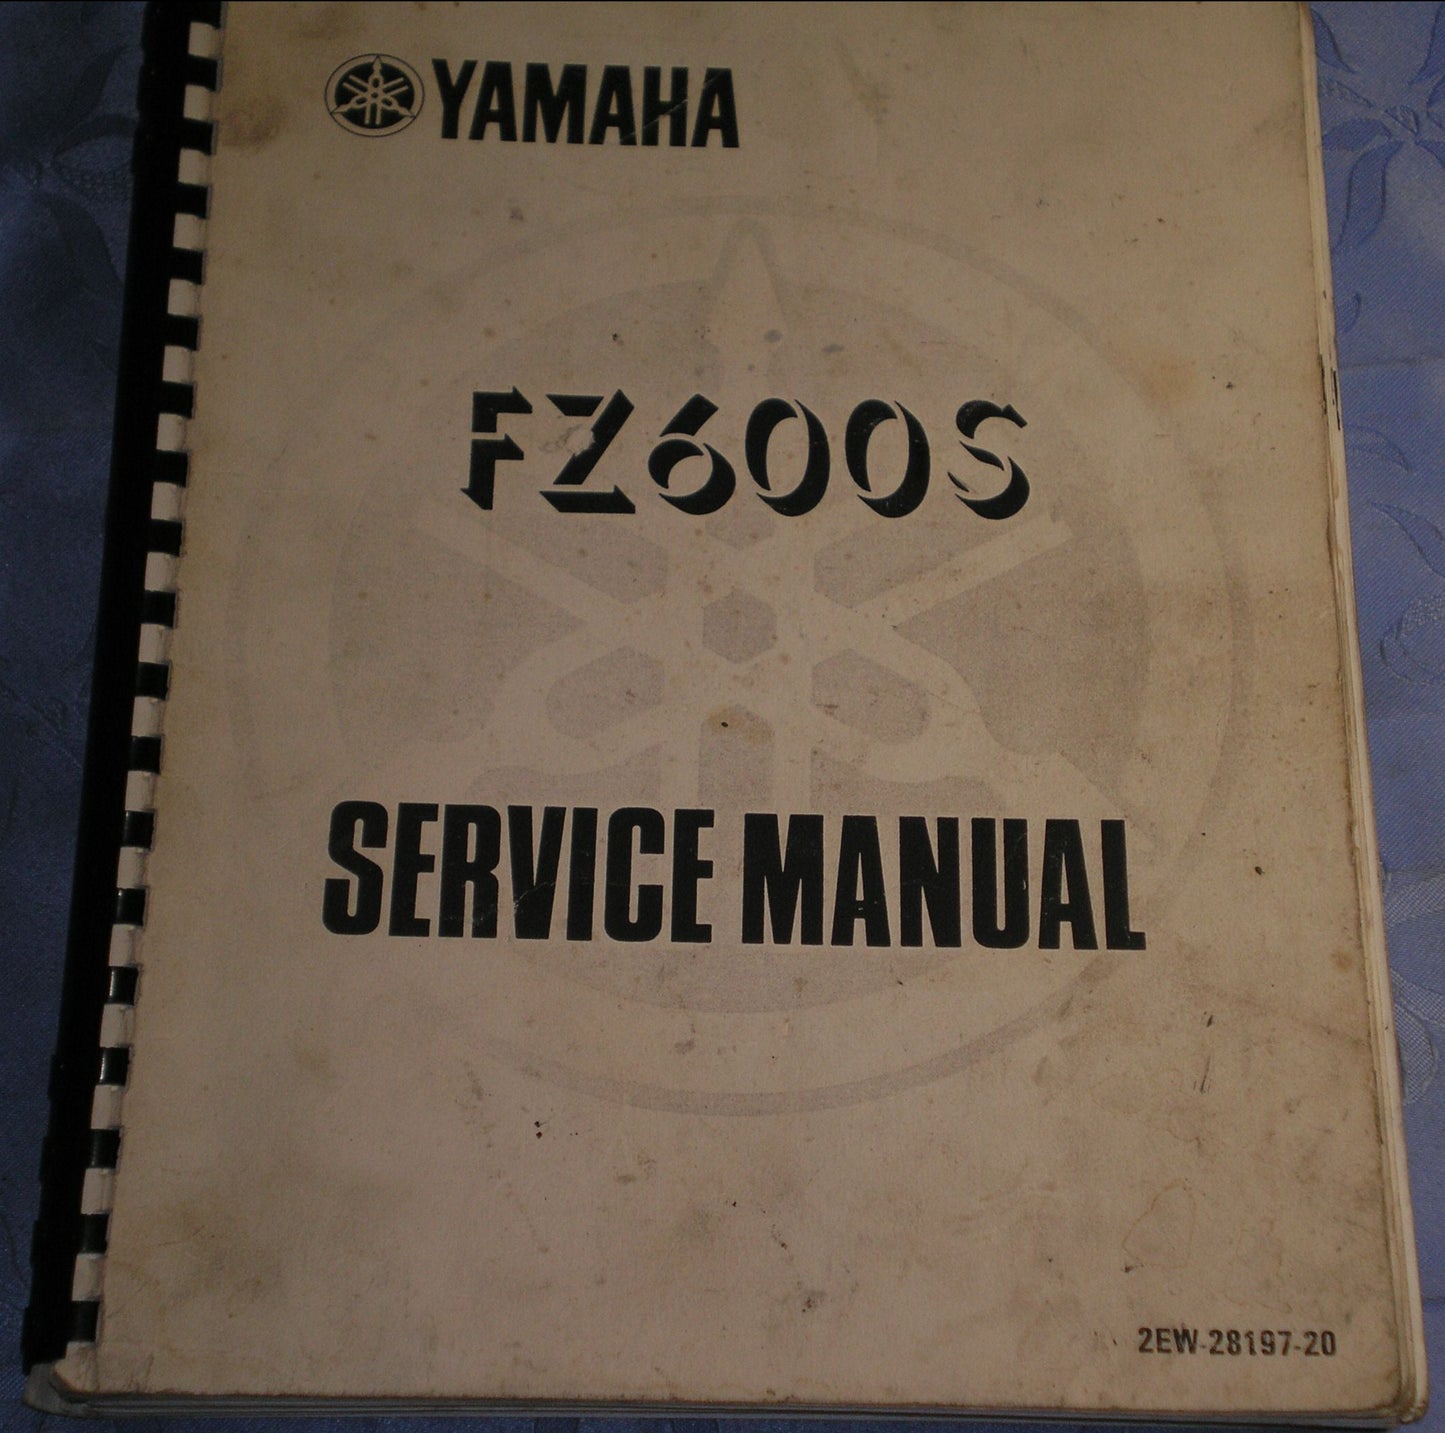 YAMAHA
FZ600S
SERVICE MANUAL
2EW-28197-20